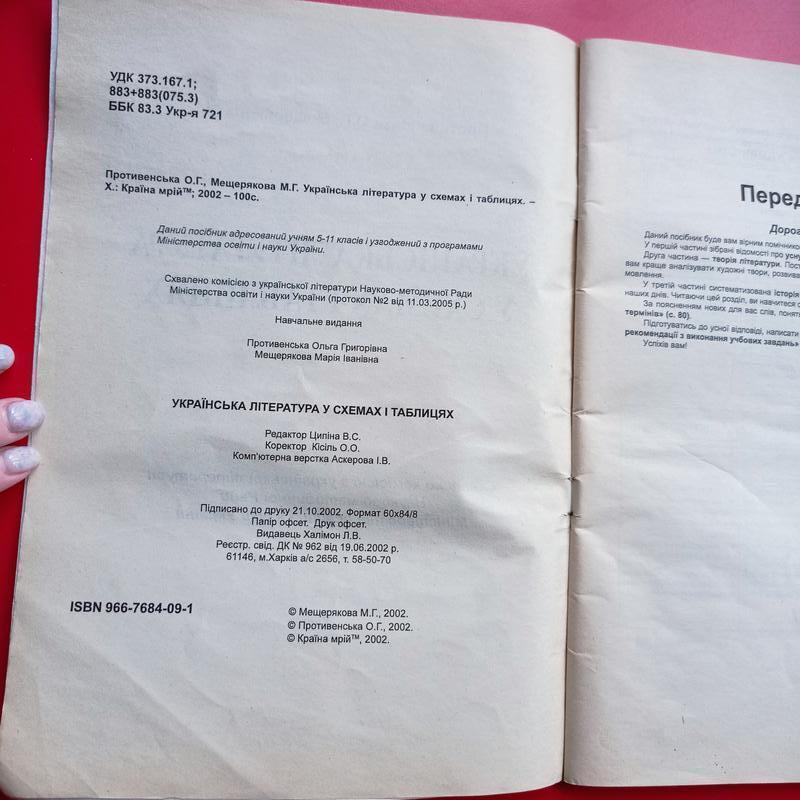 УДК 373.167.1;
883+883(075.3)
ББК 83.3 Укр-я 721
Противенська О.Г., Мещерякова М.Г. Українська література у схемах і таблицях. –
Х.: Країна мрій™; 2002 – 100с.
Даний посібник адресований учням 5-11 класів і узгоджений з програмами
Міністерства освіти і науки України.
Схвалено комісією з української літератури Науково-методичної Ради
Міністерства освіти і науки України (протокол №2 від 11.03.2005 р.)
Навчальне видання
Противенська Ольга Григорівна
Мещерякова Марія Іванівна
УКРАЇНСЬКА ЛІТЕРАТУРА У СХЕМАХ І ТАБЛИЦЯХ
Редактор Ципіна В.С.
Коректор Кісіль О.О.
Комп'ютерна верстка Аскерова І.В.
Підписано до друку 21.10.2002. Формат 60х84/8
Папір офсет. Друк офсет.
Видавець Халімон Л.В.
Реєстр. свід. ДК № 962 від 19.06.2002 р.
61146, м.Харків а/с 2656, т. 58-50-70
ISBN 966-7684-09-1
© Мещерякова М.Г., 2002.
© Противенська О.Г., 2002.
© Країна мрій™, 2002.
Перед
Дорог
Даний посібник буде вам вірним помічнико
У першій частині зібрані відомості про усну
Друга частина — теорія літератури. Пост
вам краще аналізувати художні твори, розвива
мовлення.
У третій частині систематизована історія
наших днів. Читаючи цей розділ, ви навчитеся с
За поясненням нових для вас слів, понят
термінів» (с. 80).
Підготуватись до усної відповіді, написати
рекомендації з виконання учбових завдань»
Успіхів вам!